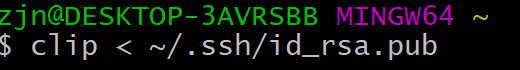 zjn@DESKTOP-3AVRSBB MINGW64 ~
$ clip < ~/.ssh/id_rsa.pub